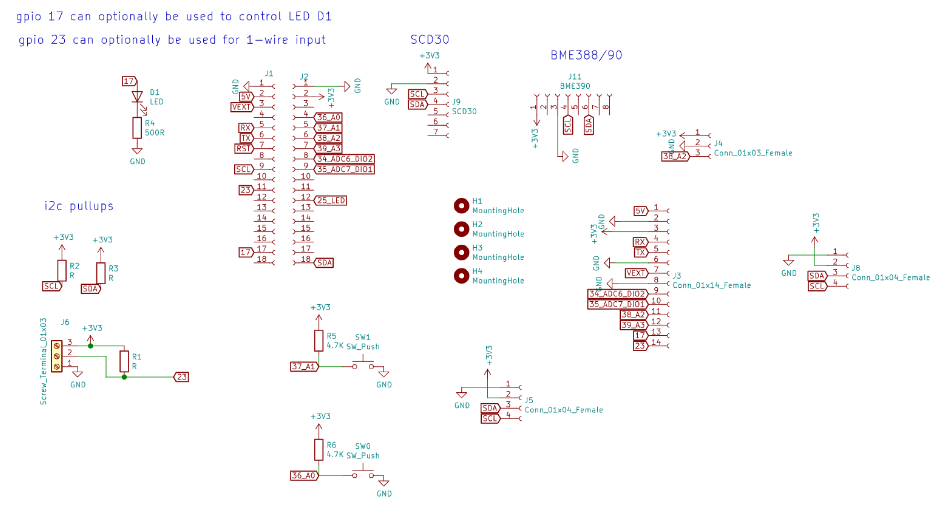 gpio 17 can optionally be used to control LED D1
gpio 23 can optionally be used for 1-wire input
SCD30
BME388/90
+3V3
1
2
SCL 3
SDA 4
5
6
7
J9
SCD30
GND
J11
BME390
1 2 3 4 5 6 7 8
SCL
SDA
+3V3
GND
17
D1
LED
R4
500R
GND
J1
GND
1
5V 2
VEXT 3
4
RX 5
TX 6
RST 7
8
SCL 9
10
23 11
12
13
14
15
16
17 17
18
J2
1 GND
2 +3V3
3
4 36_A0
5 37_A1
6 38_A2
7 39_A3
8 34_ADC6_DIO2
9 35_ADC7_DIO1
10
11
12 25_LED
13
14
15
16
17
18 SDA
+3V3 1
GND 2
38_A2 3
J4
Conn_01x03_Female
i2c pullups
+3V3
R2
R
SCL
+3V3
R3
R
SDA
H1
MountingHole
H2
MountingHole
H3
MountingHole
H4
MountingHole
5V 1
GND 2
+3V3 3
RX 4
TX 5
GND 6
VEXT 7
GND 8
34_ADC6_DIO2 9
35_ADC7_DIO1 10
38_A2 11
39_A3 12
17 13
23 14
J3
Conn_01x14_Female
+3V3
GND
1
2
SDA 3
SCL 4
J8
Conn_01x04_Female
J6
Screw_Terminal_01x03
3
2
1
+3V3
GND
R1
R
23
+3V3
R5
4.7K
SW1
SW_Push
37_A1
GND
+3V3
GND
1
2
SDA 3
SCL 4
J5
Conn_01x04_Female
+3V3
R6
4.7K
SW0
SW_Push
36_A0
GND